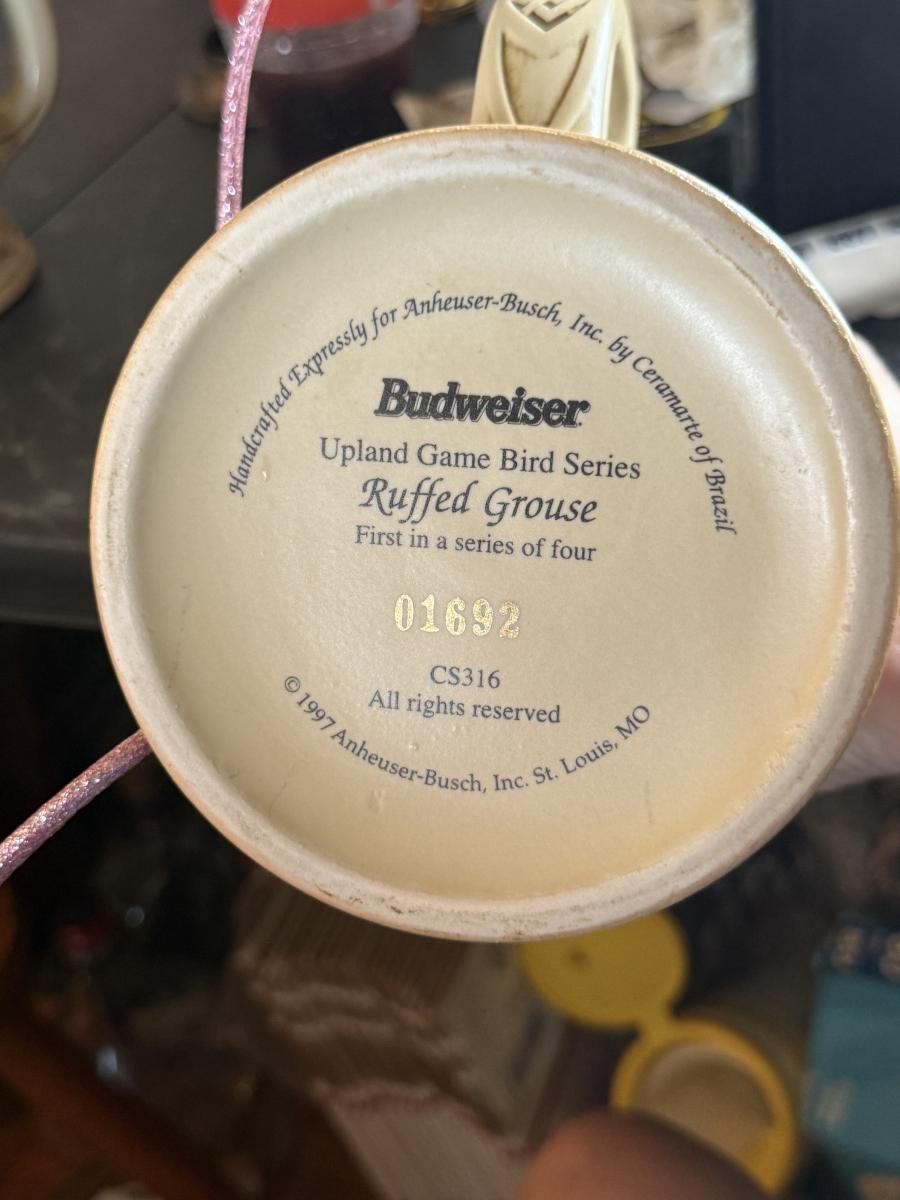 Handcrafted Expressly for Anheuser-Busch, Inc. by Ceramarte of Brazil
Budweiser
Upland Game Bird Series
Ruffed Grouse
First in a series of four
01692
CS316
All rights reserved
© 1997 Anheuser-Busch, Inc. St. Louis, MO